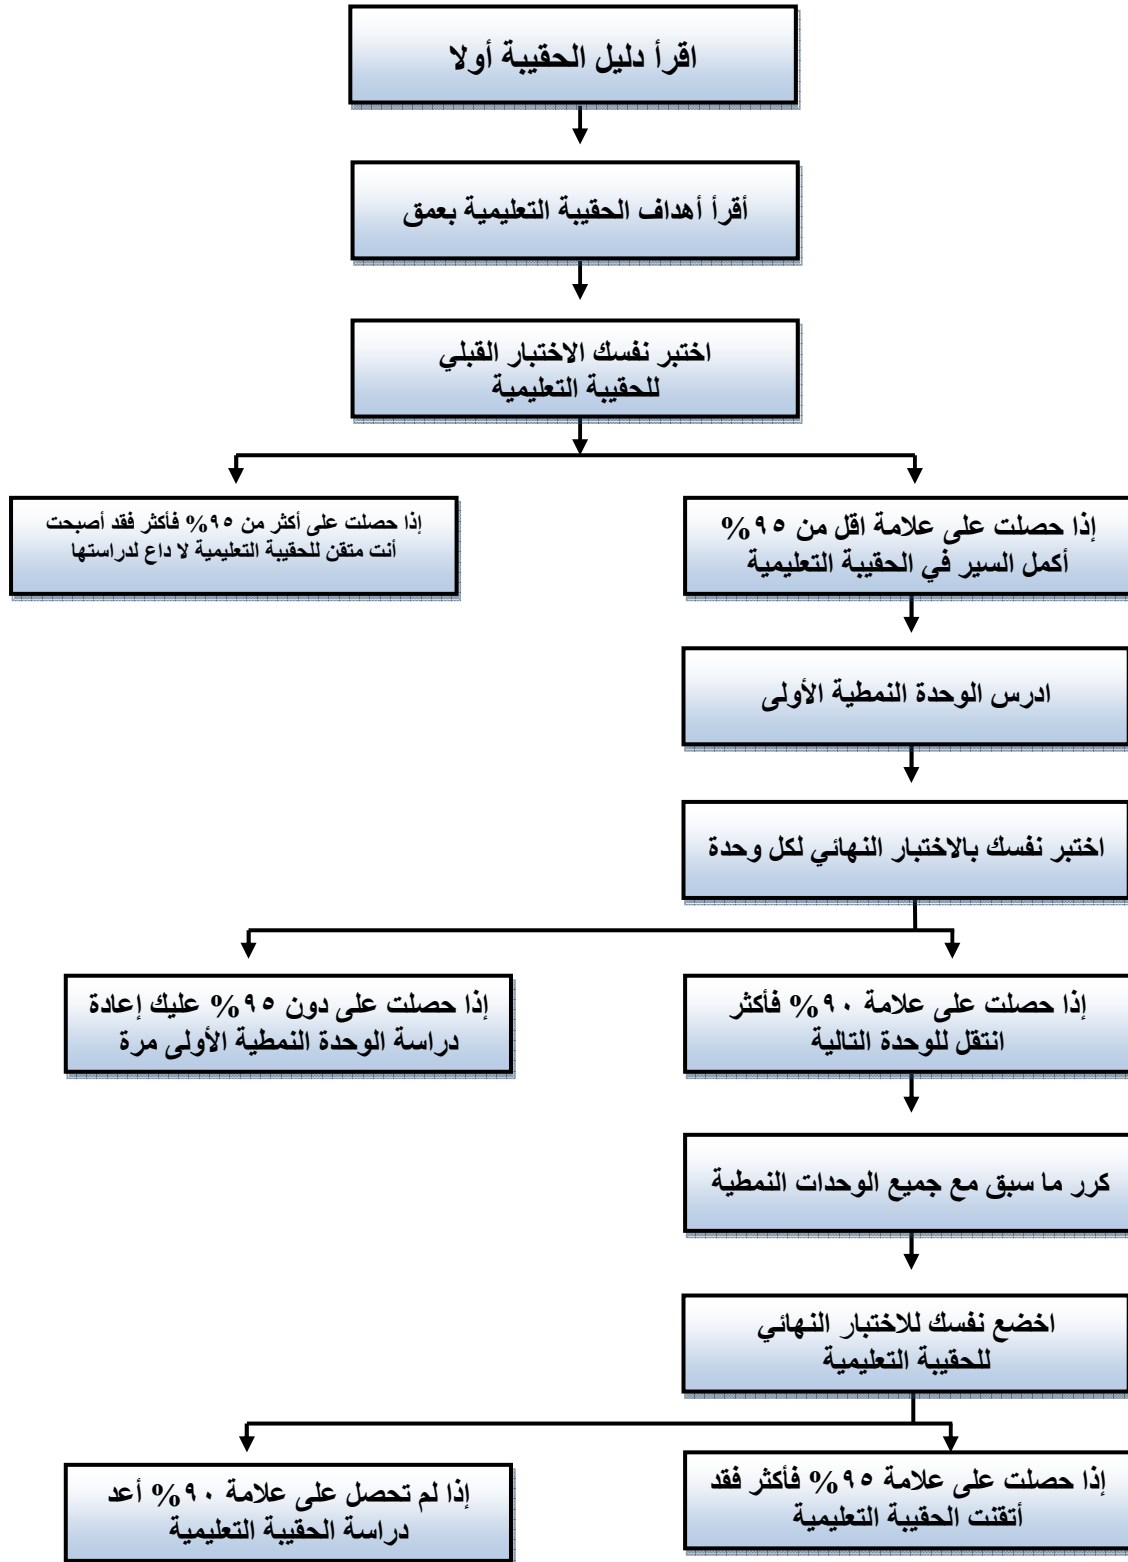 اقرأ دليل الحقيبة أولا
أقرأ أهداف الحقيبة التعليمية بعمق
اختبر نفسك الاختبار القبلي
للحقيبة التعليمية
إذا حصلت على علامة اقل من ٩٥%
أكمل السير في الحقيبة التعليمية
إذا حصلت على أكثر من ٩٥% فأكثر فقد أصبحت
أنت متقن للحقيبة التعليمية لا داع لدراستها
ادرس الوحدة النمطية الأولى
اختبر نفسك بالاختبار النهائي لكل وحدة
إذا حصلت على علامة ٩٠% فأكثر
انتقل للوحدة التالية
إذا حصلت على دون ٩٥% عليك إعادة
دراسة الوحدة النمطية الأولى مرة
كرر ما سبق مع جميع الوحدات النمطية
اخضع نفسك للاختبار النهائي
للحقيبة التعليمية
إذا حصلت على علامة ٩٥% فأكثر فقد
أتقنت الحقيبة التعليمية
إذا لم تحصل على علامة ٩٠% أعد
دراسة الحقيبة التعليمية